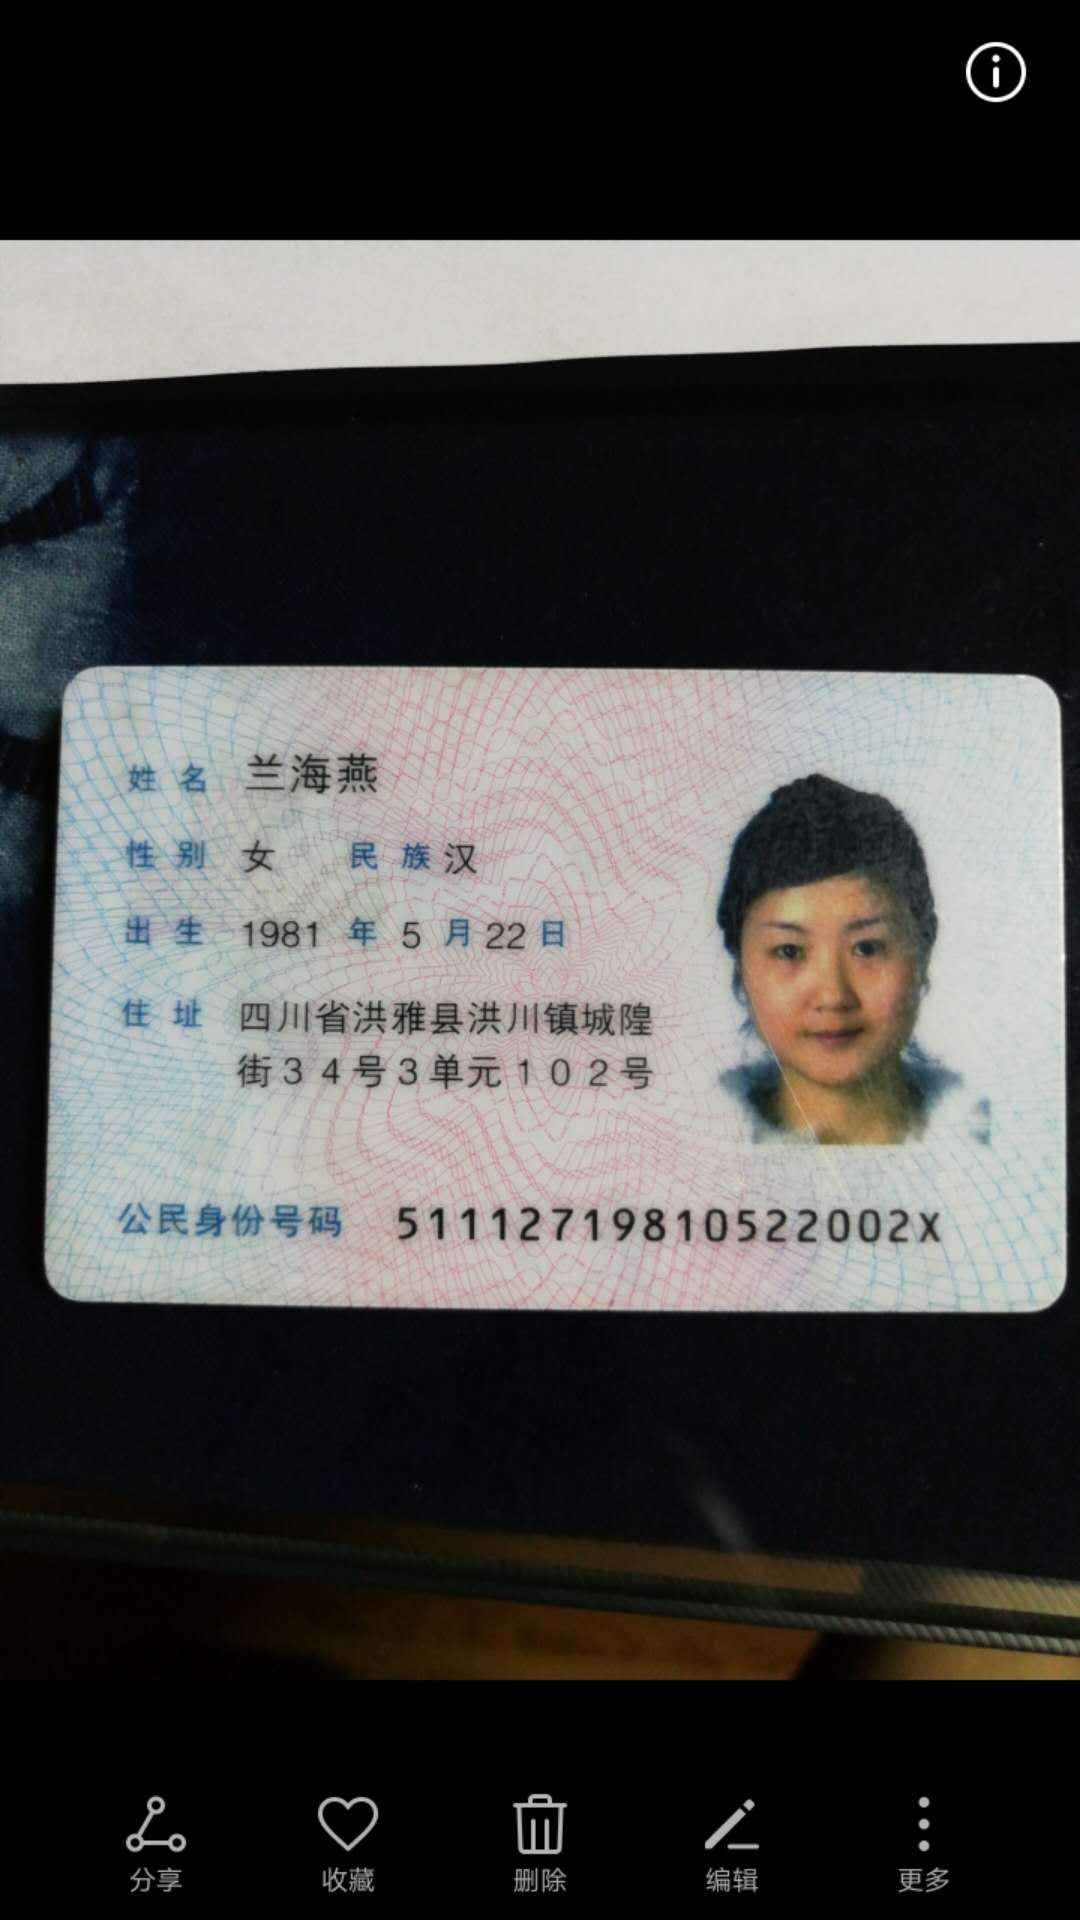 姓名 兰海燕
性别 女 民族 汉
出生 1981 年 5 月 22 日
住址 四川省洪雅县洪川镇城隍
街34号3单元102号
公民身份号码 51112719810522002X
分享 收藏 删除 编辑 更多